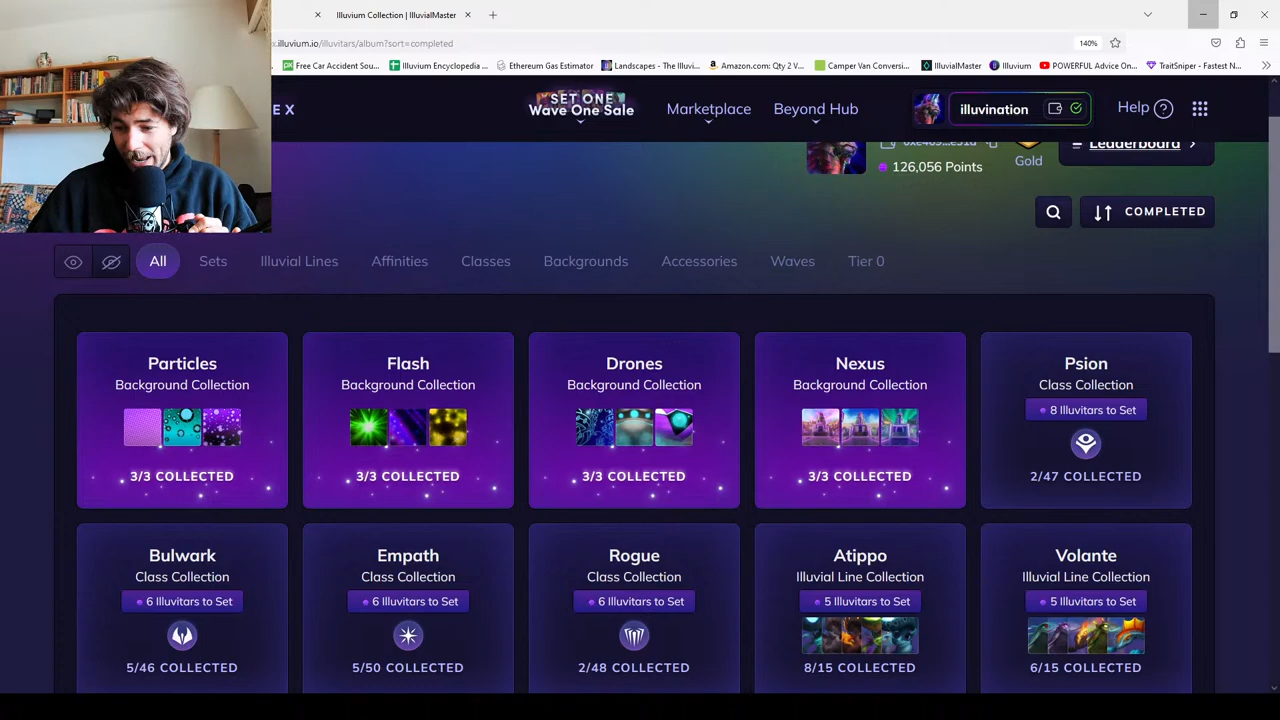 Illuvium Collection | IlluvialMaster
x.illuvium.io/illuvitars/album?sort=completed
140%
Free Car Accident Sou...
Illuvium Encyclopedia ...
Ethereum Gas Estimator
Landscapes - The Illuvi...
Amazon.com: Qty 2 V...
Camper Van Conversi...
IlluvialMaster
Illuvium
POWERFUL Advice On...
TraitSniper - Fastest N...
E X
SET ONE
Wave One Sale
Marketplace
Beyond Hub
illuvination
Help
126,056 Points
Gold
Leaderboard
COMPLETED
All
Sets
Illuvial Lines
Affinities
Classes
Backgrounds
Accessories
Waves
Tier 0
Particles
Background Collection
3/3 COLLECTED
Flash
Background Collection
3/3 COLLECTED
Drones
Background Collection
3/3 COLLECTED
Nexus
Background Collection
3/3 COLLECTED
Psion
Class Collection
8 Illuvitars to Set
2/47 COLLECTED
Bulwark
Class Collection
6 Illuvitars to Set
5/46 COLLECTED
Empath
Class Collection
6 Illuvitars to Set
5/50 COLLECTED
Rogue
Class Collection
6 Illuvitars to Set
2/48 COLLECTED
Atippo
Illuvial Line Collection
5 Illuvitars to Set
8/15 COLLECTED
Volante
Illuvial Line Collection
5 Illuvitars to Set
6/15 COLLECTED